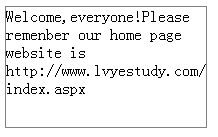 Welcome,everyone!Please
remenber our home page
website is
http://www.lvyestudy.com/
index.aspx